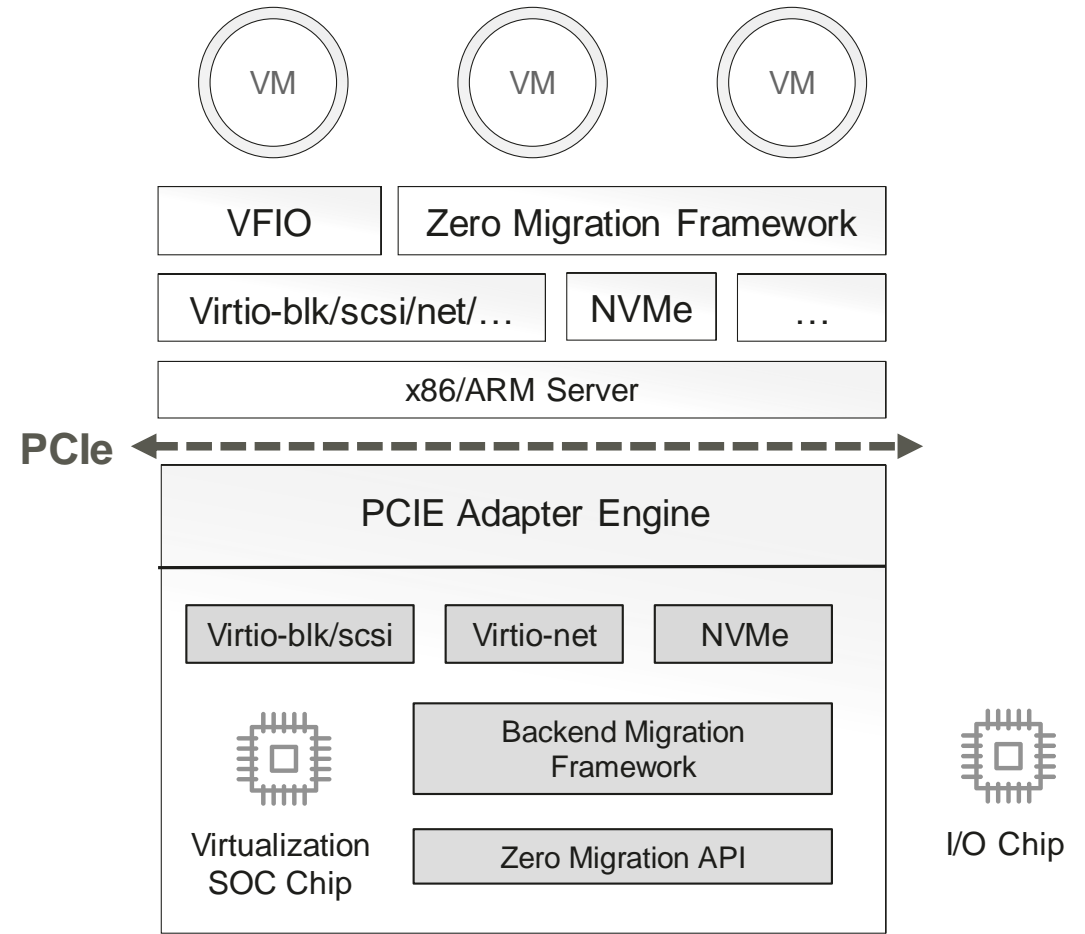 VM
VM
VM
VFIO
Zero Migration Framework
Virtio-blk/scsi/net/…
NVMe
…
x86/ARM Server
PCIe
PCIE Adapter Engine
Virtio-blk/scsi
Virtio-net
NVMe
Backend Migration
Framework
Virtualization
SOC Chip
Zero Migration API
I/O Chip